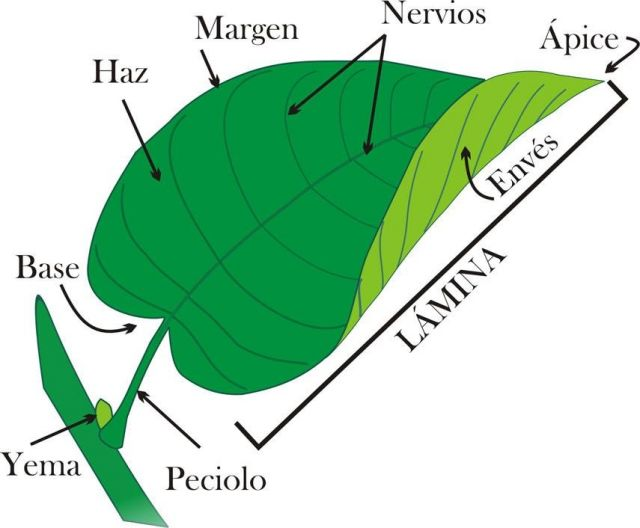 Nervios
Margen
Ápice
Haz
Envés
Base
LÁMINA
Yema
Peciolo